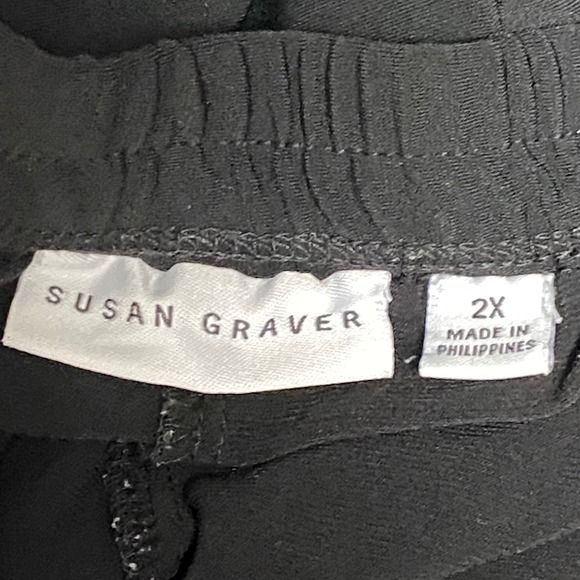 SUSAN GRAVER
2X
MADE IN
PHILIPPINES